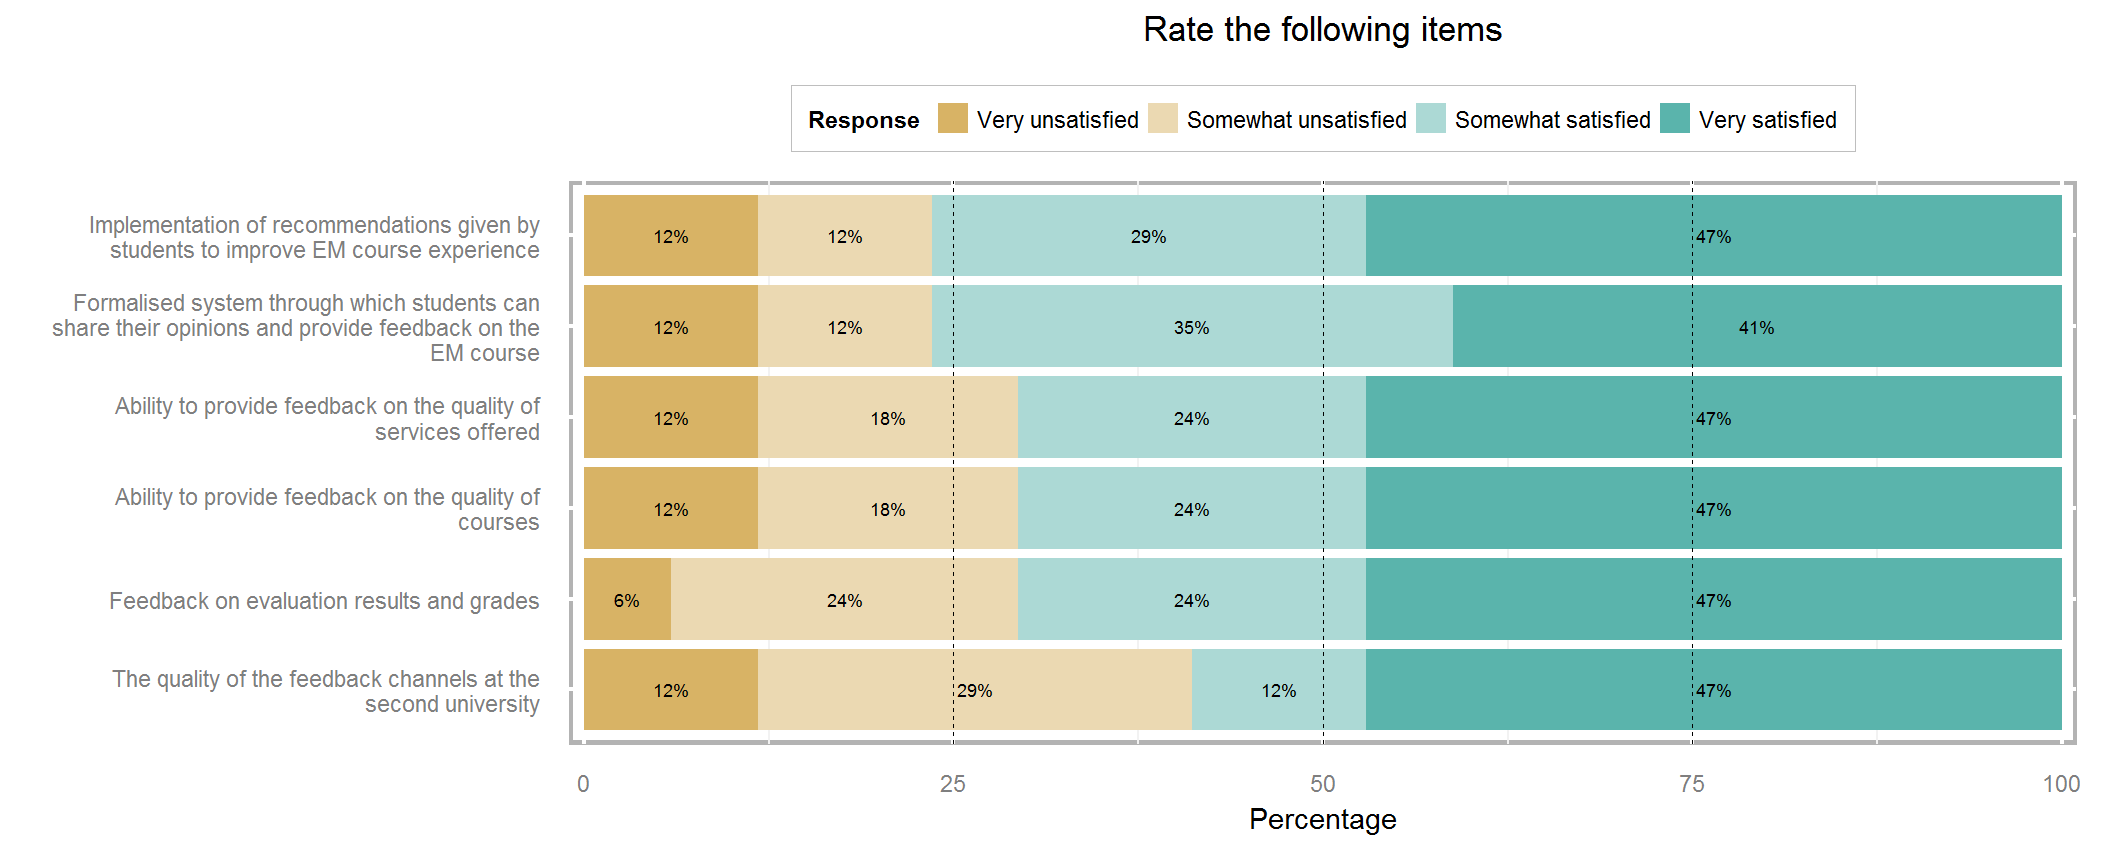 Rate the following items
Response Very unsatisfied Somewhat unsatisfied Somewhat satisfied Very satisfied
Implementation of recommendations given by
students to improve EM course experience
12% 12% 29% 47%
Formalised system through which students can
share their opinions and provide feedback on the
EM course
12% 12% 35% 41%
Ability to provide feedback on the quality of
services offered
12% 18% 24% 47%
Ability to provide feedback on the quality of
courses
12% 18% 24% 47%
Feedback on evaluation results and grades
6% 24% 24% 47%
The quality of the feedback channels at the
second university
12% 29% 12% 47%
0 25 50 75 100
Percentage